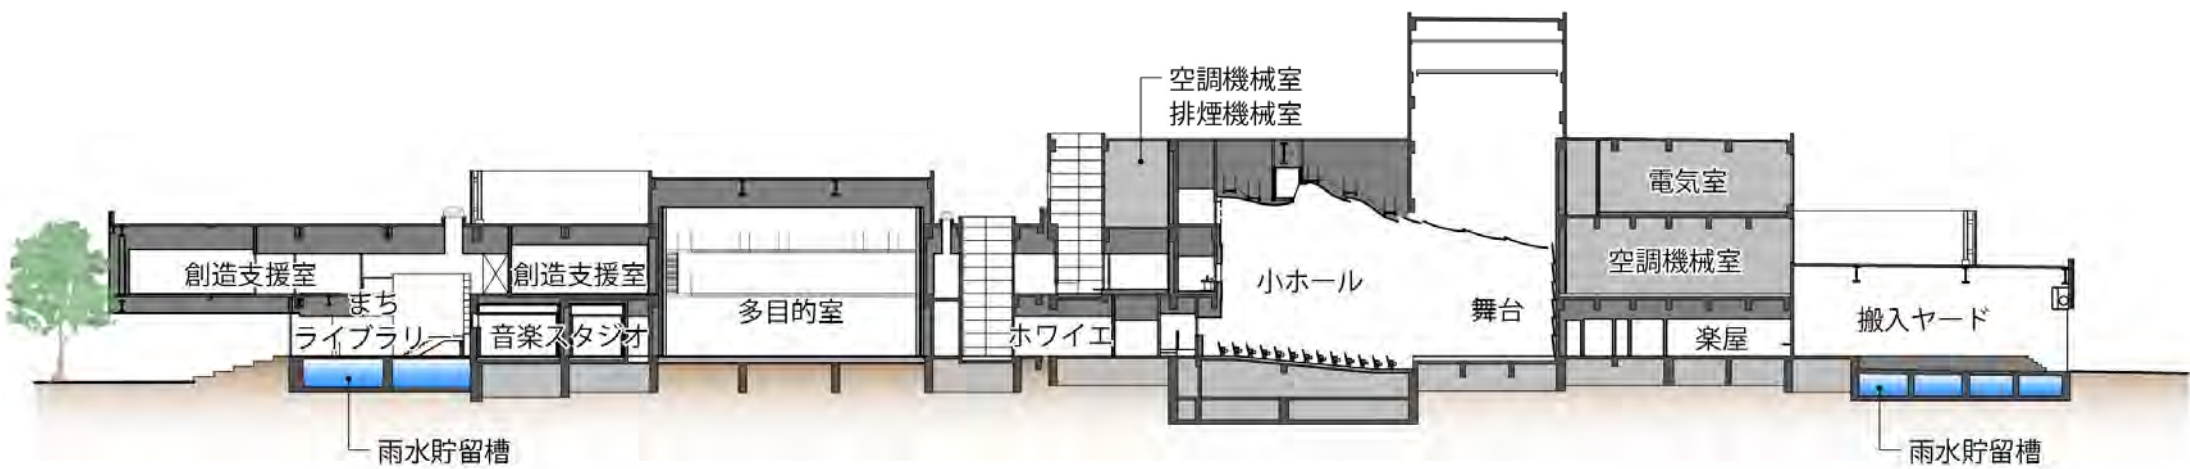 空調機械室
排煙機械室
電気室
創造支援室
創造支援室
空調機械室
小ホール
まち
ライブラリー
多目的室
舞台
音楽スタジオ
ホワイエ
楽屋
搬入ヤード
雨水貯留槽
雨水貯留槽